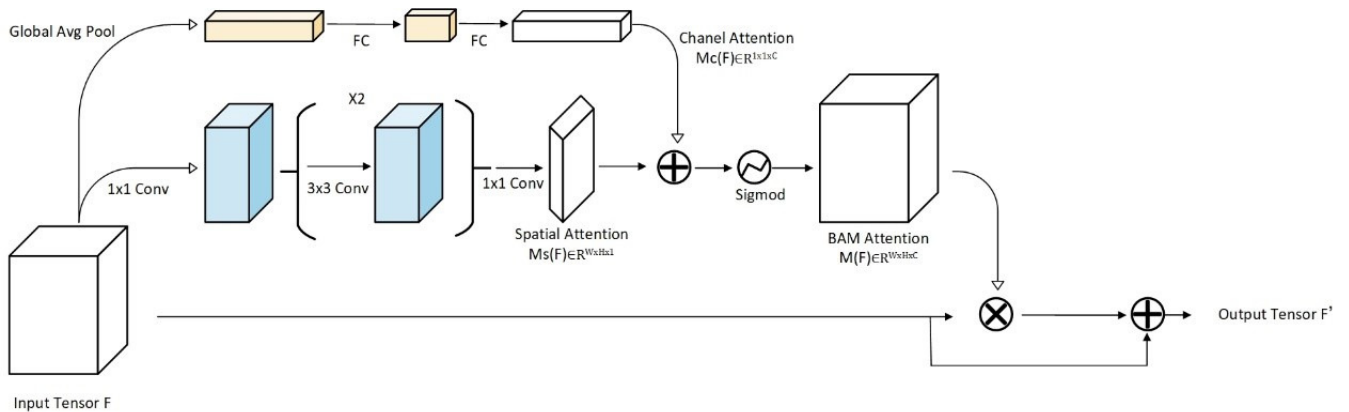 Global Avg Pool
FC
FC
Chanel Attention
Mc(F)∈R¹ˣ¹ˣC
X2
1x1 Conv
3x3 Conv
1x1 Conv
Sigmod
Spatial Attention
Ms(F)∈RWxHx1
BAM Attention
M(F)∈RWxHxC
Input Tensor F
Output Tensor F'